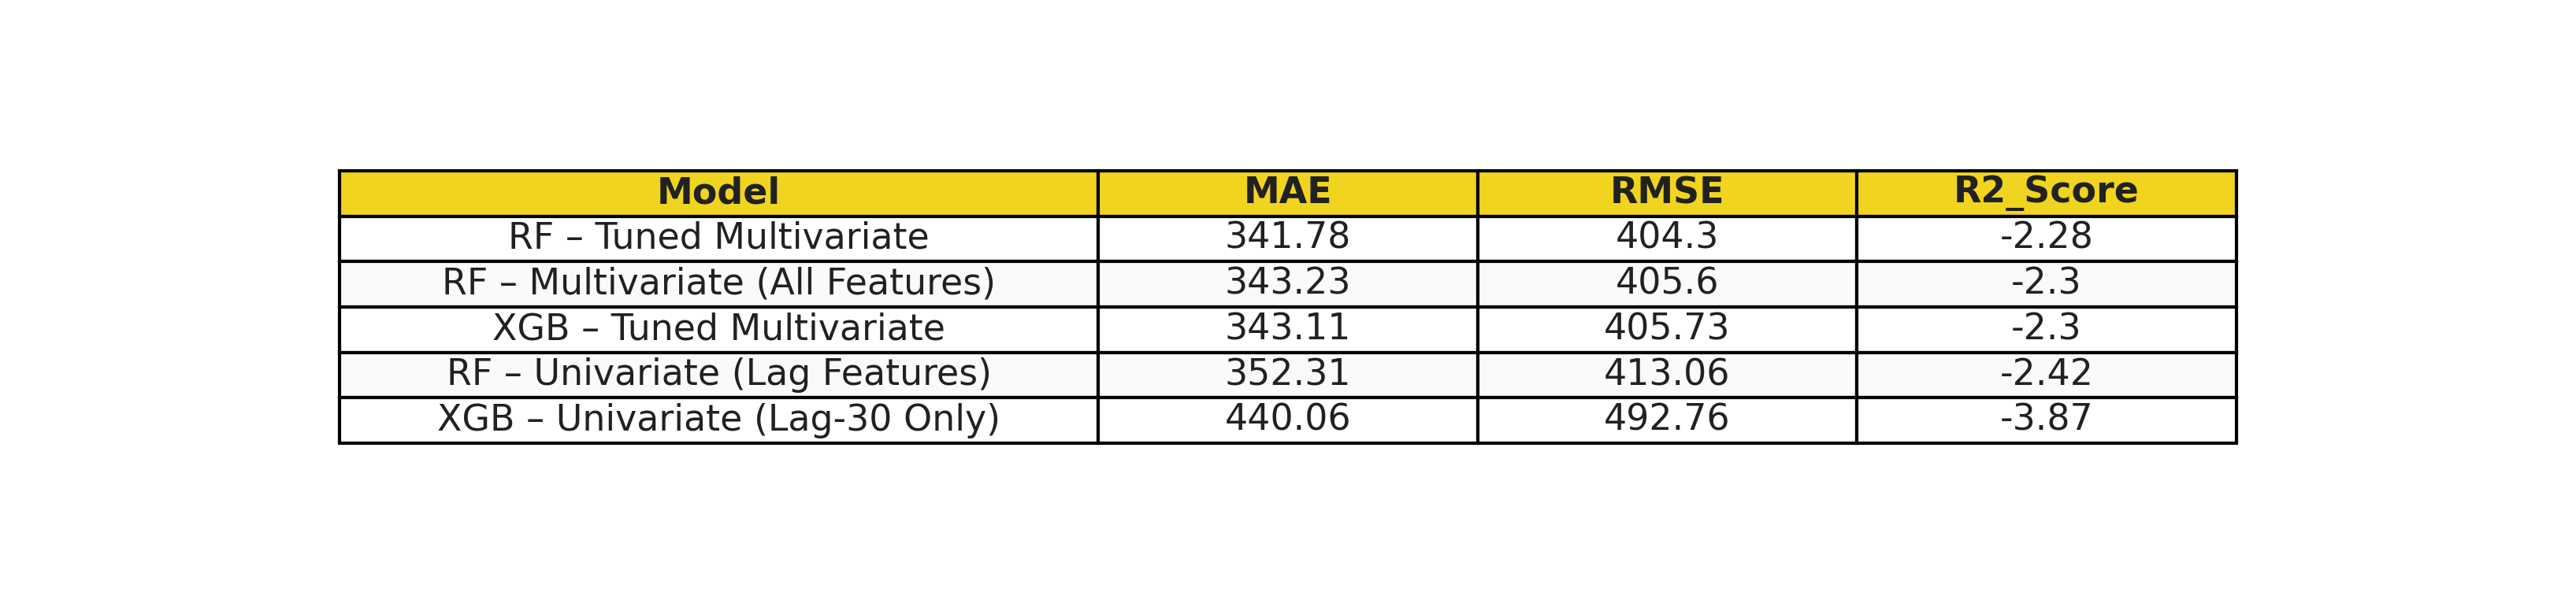 Model MAE RMSE R2_Score
RF – Tuned Multivariate 341.78 404.3 -2.28
RF – Multivariate (All Features) 343.23 405.6 -2.3
XGB – Tuned Multivariate 343.11 405.73 -2.3
RF – Univariate (Lag Features) 352.31 413.06 -2.42
XGB – Univariate (Lag-30 Only) 440.06 492.76 -3.87